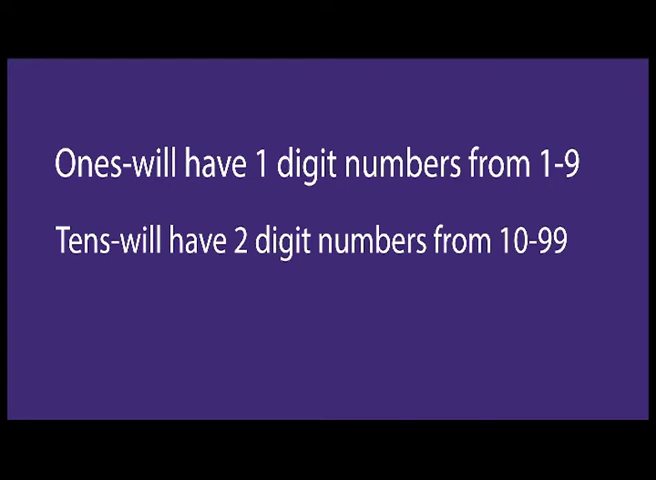 Ones-will have 1 digit numbers from 1-9
Tens-will have 2 digit numbers from 10-99